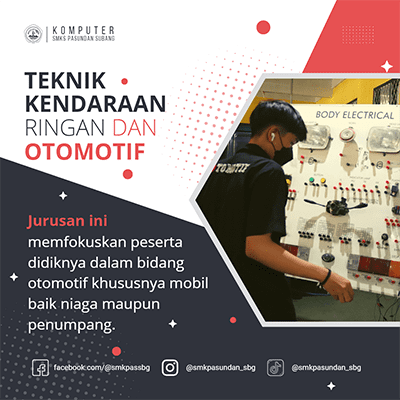 KOMPUTER
SMKS PASUNDAN SUBANG
TEKNIK
KENDARAAN
RINGAN DAN
OTOMOTIF
BODY ELECTRICAL
OTOMOTIF
Jurusan ini
memfokuskan peserta
didiknya dalam bidang
otomotif khususnya mobil
baik niaga maupun
penumpang.
facebook.com/@smkpassbg
@smkpasundan_sbg
@smkpasundan_sbg